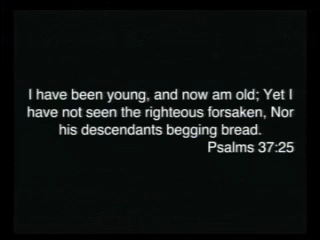 I have been young, and now am old; Yet I
have not seen the righteous forsaken, Nor
his descendants begging bread.
Psalms 37:25